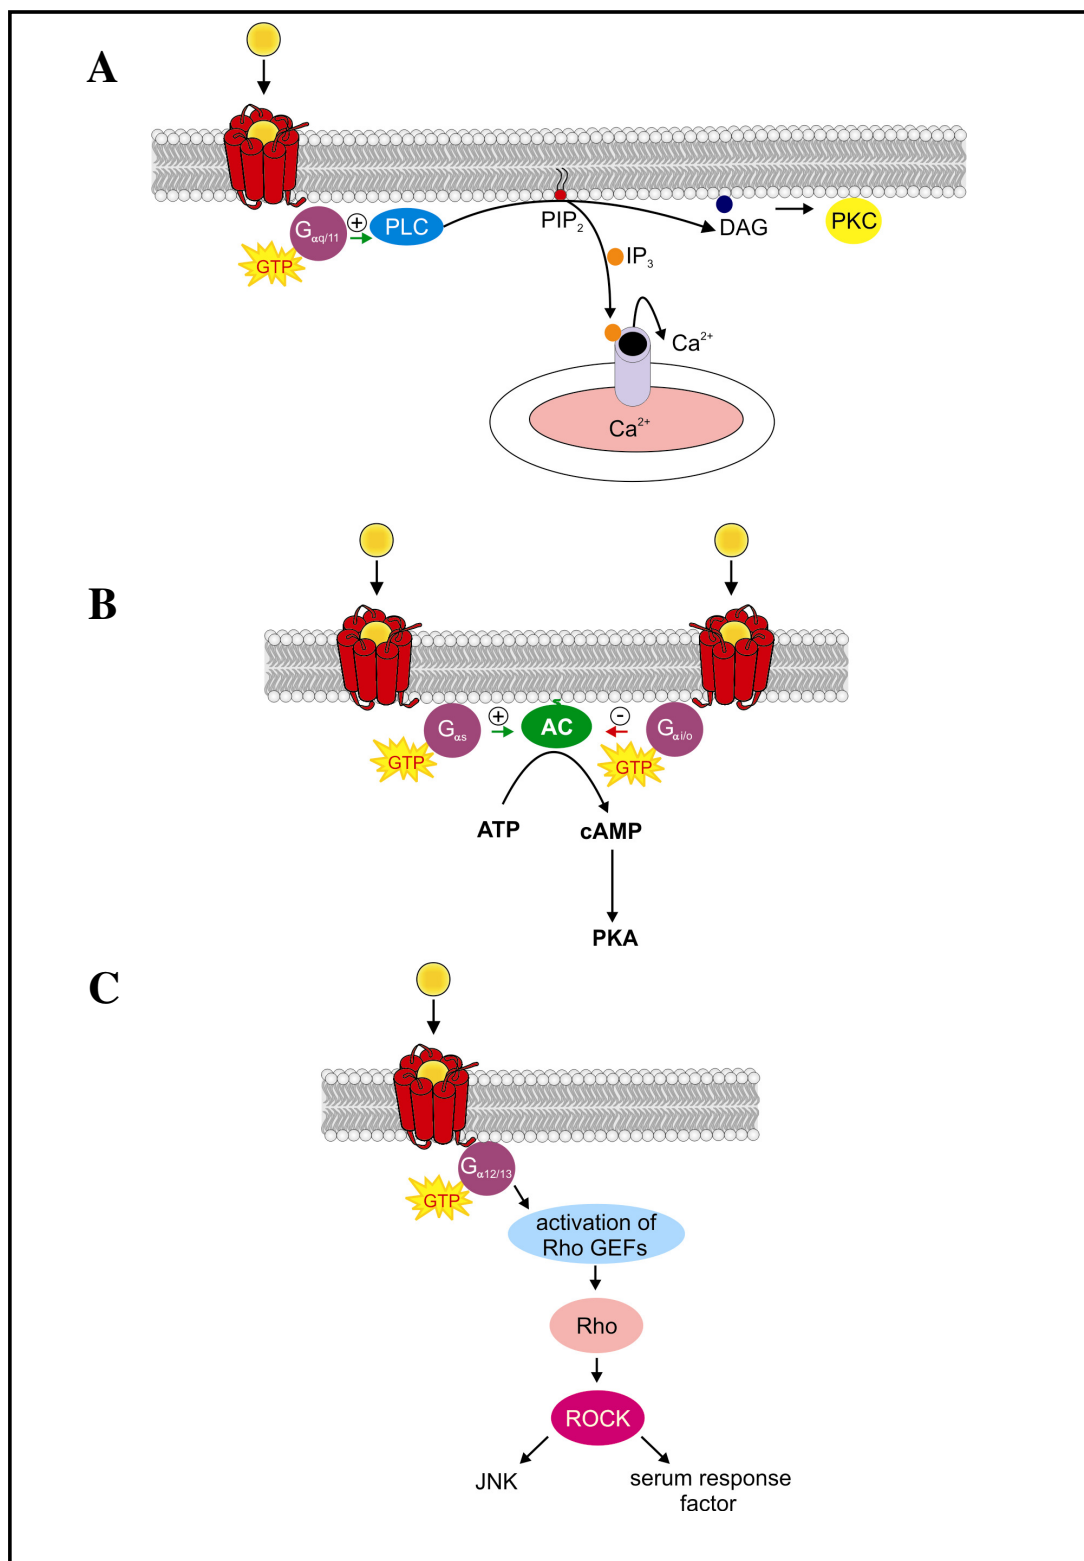 A
G αq/11
+
PLC
GTP
PIP2
DAG
PKC
IP3
Ca2+
Ca2+
B
Gαs
+
AC
-
Gαi/o
GTP
GTP
ATP
cAMP
PKA
C
Gα12/13
GTP
activation of
Rho GEFs
Rho
ROCK
JNK
serum response
factor